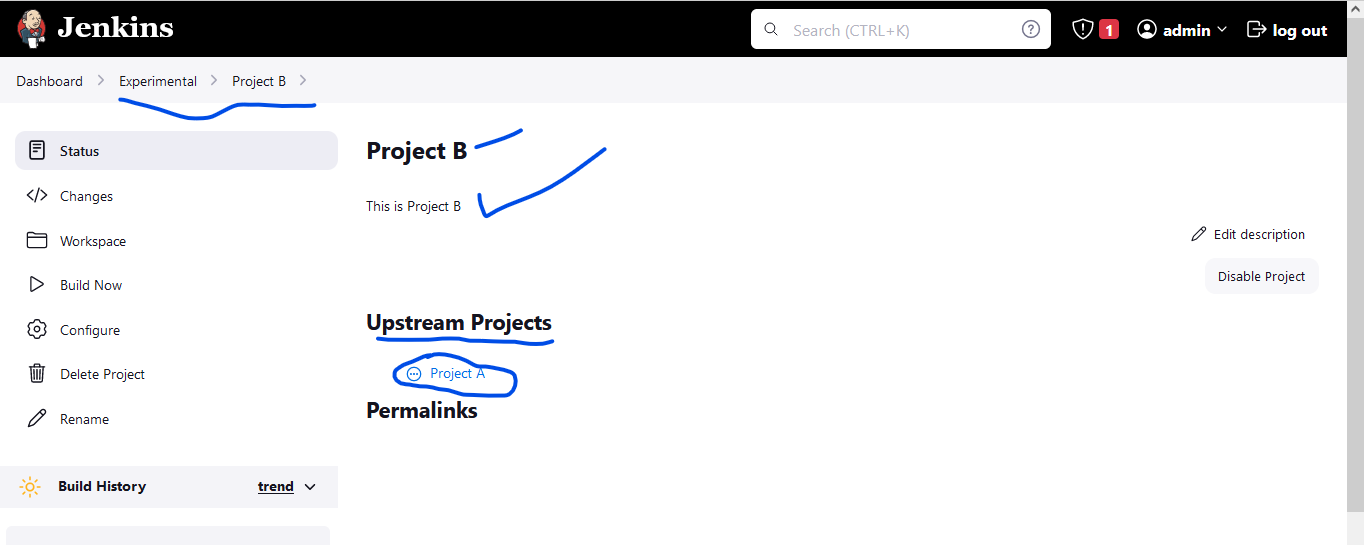 Jenkins
Search (CTRL+K)
1
admin
log out
Dashboard
Experimental
Project B
Status
Changes
Workspace
Build Now
Configure
Delete Project
Rename
Build History
trend
Project B
This is Project B
Edit description
Disable Project
Upstream Projects
Project A
Permalinks